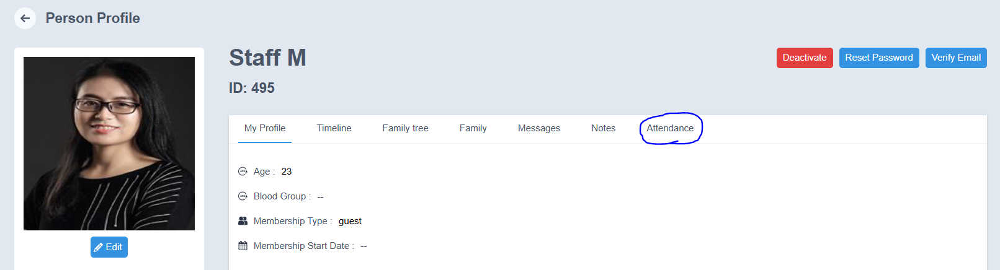 Person Profile
Staff M
Deactivate
Reset Password
Verify Email
ID: 495
My Profile
Timeline
Family tree
Family
Messages
Notes
Attendance
Age : 23
Blood Group : --
Membership Type : guest
Membership Start Date : --
Edit